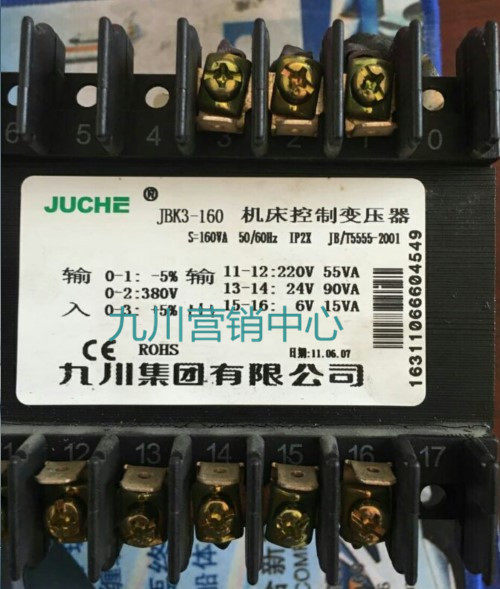 6 5 4 3 2 1 0
JUCHE ® JBK3-160 机床控制变压器
S=160VA 50/60Hz IP2X JB/T5555-2001
输 0-1: -5% 输 11-12:220V 55VA
0-2:380V 13-14: 24V 90VA
入 0-3: +5% 出 15-16: 6V 15VA
九川营销中心
CE ROHS 日期:11.06.07
九川集团有限公司
163110666604549
12 13 14 15 16 17